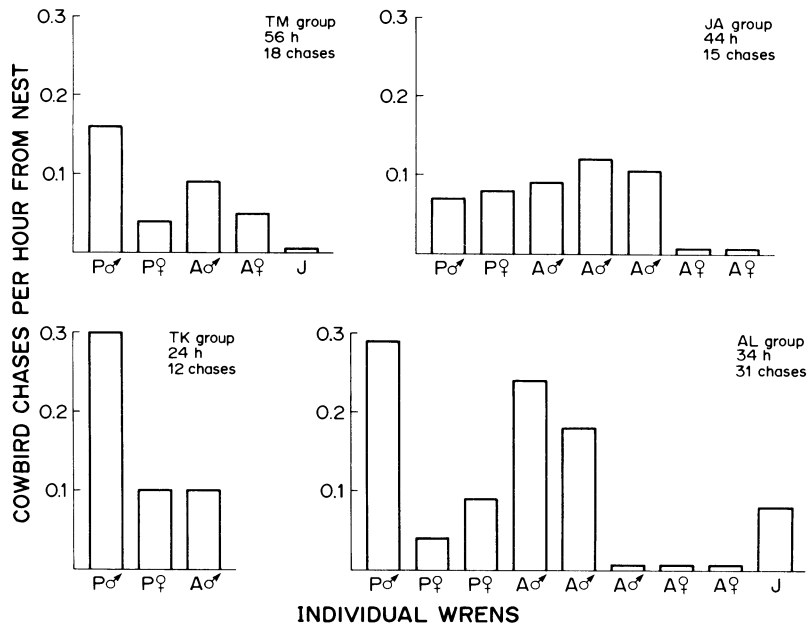 COWBIRD CHASES PER HOUR FROM NEST
TM group
56 h
18 chases
0.3
0.2
0.1
P♂ P♀ A♂ A♀ J
JA group
44 h
15 chases
0.3
0.2
0.1
P♂ P♀ A♂ A♂ A♂ A♀ A♀
TK group
24 h
12 chases
0.3
0.2
0.1
P♂ P♀ A♂
AL group
34 h
31 chases
0.3
0.2
0.1
P♂ P♀ P♀ A♂ A♂ A♂ A♀ A♀ J
INDIVIDUAL WRENS